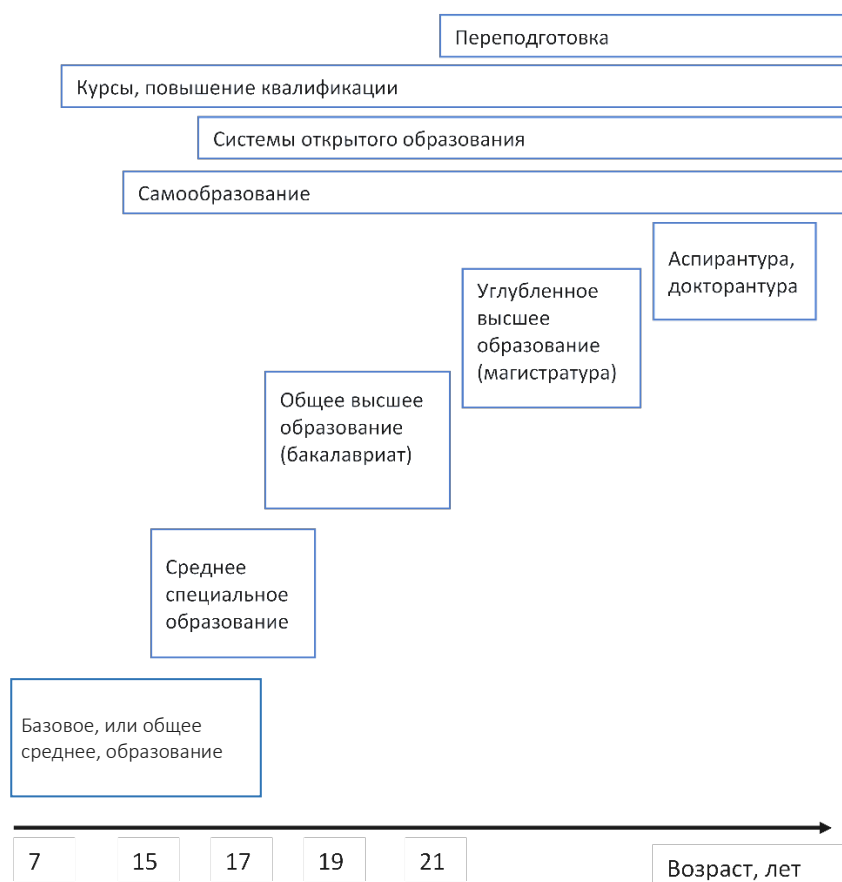 Переподготовка
Курсы, повышение квалификации
Системы открытого образования
Самообразование
Аспирантура,
докторантура
Углубленное
высшее
образование
(магистратура)
Общее высшее
образование
(бакалавриат)
Среднее
специальное
образование
Базовое, или общее
среднее, образование
7 15 17 19 21 Возраст, лет